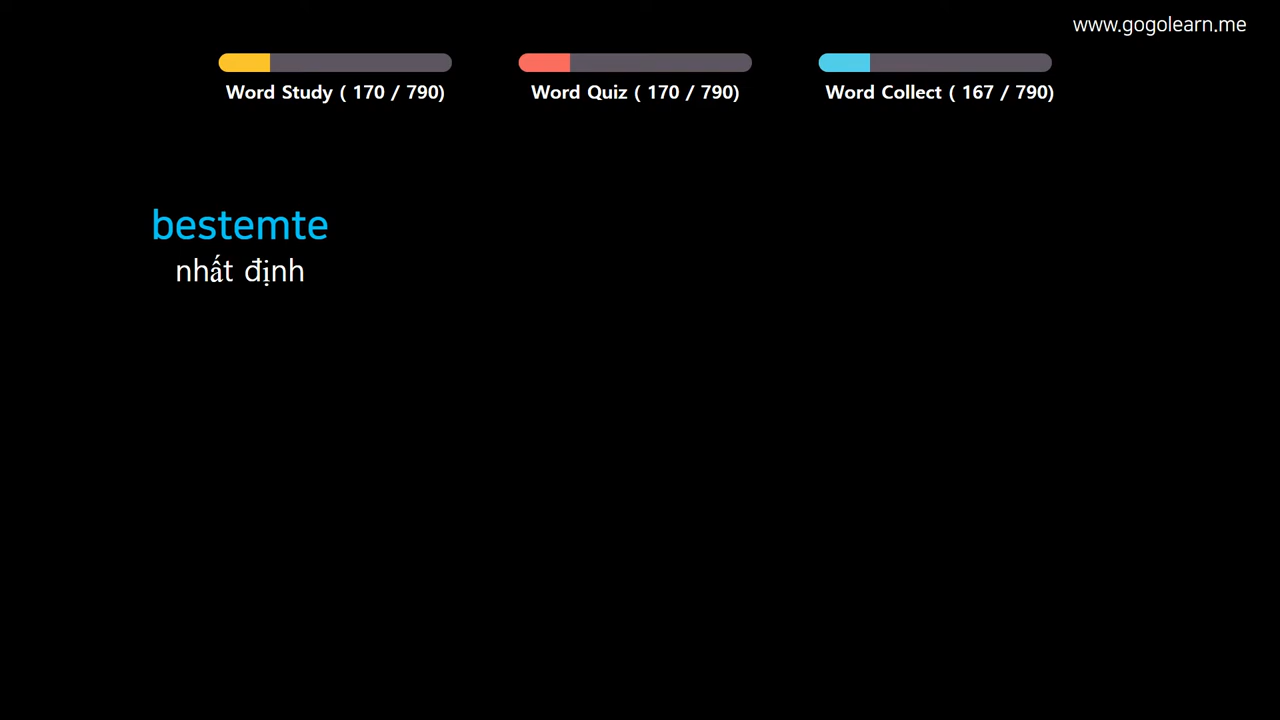 www.gogolearn.me
Word Study ( 170 / 790)
Word Quiz ( 170 / 790)
Word Collect ( 167 / 790)
bestemte
nhất định